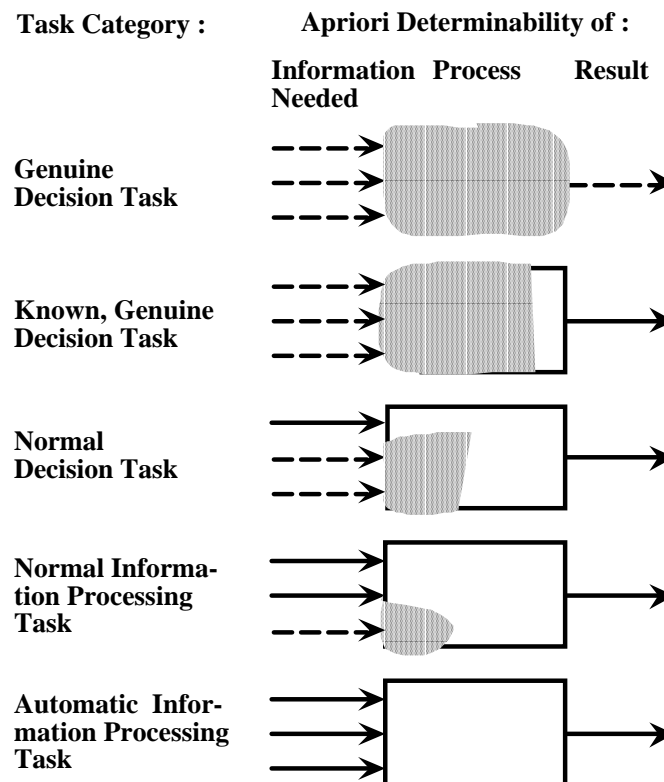 Task Category :
Apriori Determinability of :
Information Process Result
Needed
Genuine
Decision Task
Known, Genuine
Decision Task
Normal
Decision Task
Normal Informa-
tion Processing
Task
Automatic Infor-
mation Processing
Task